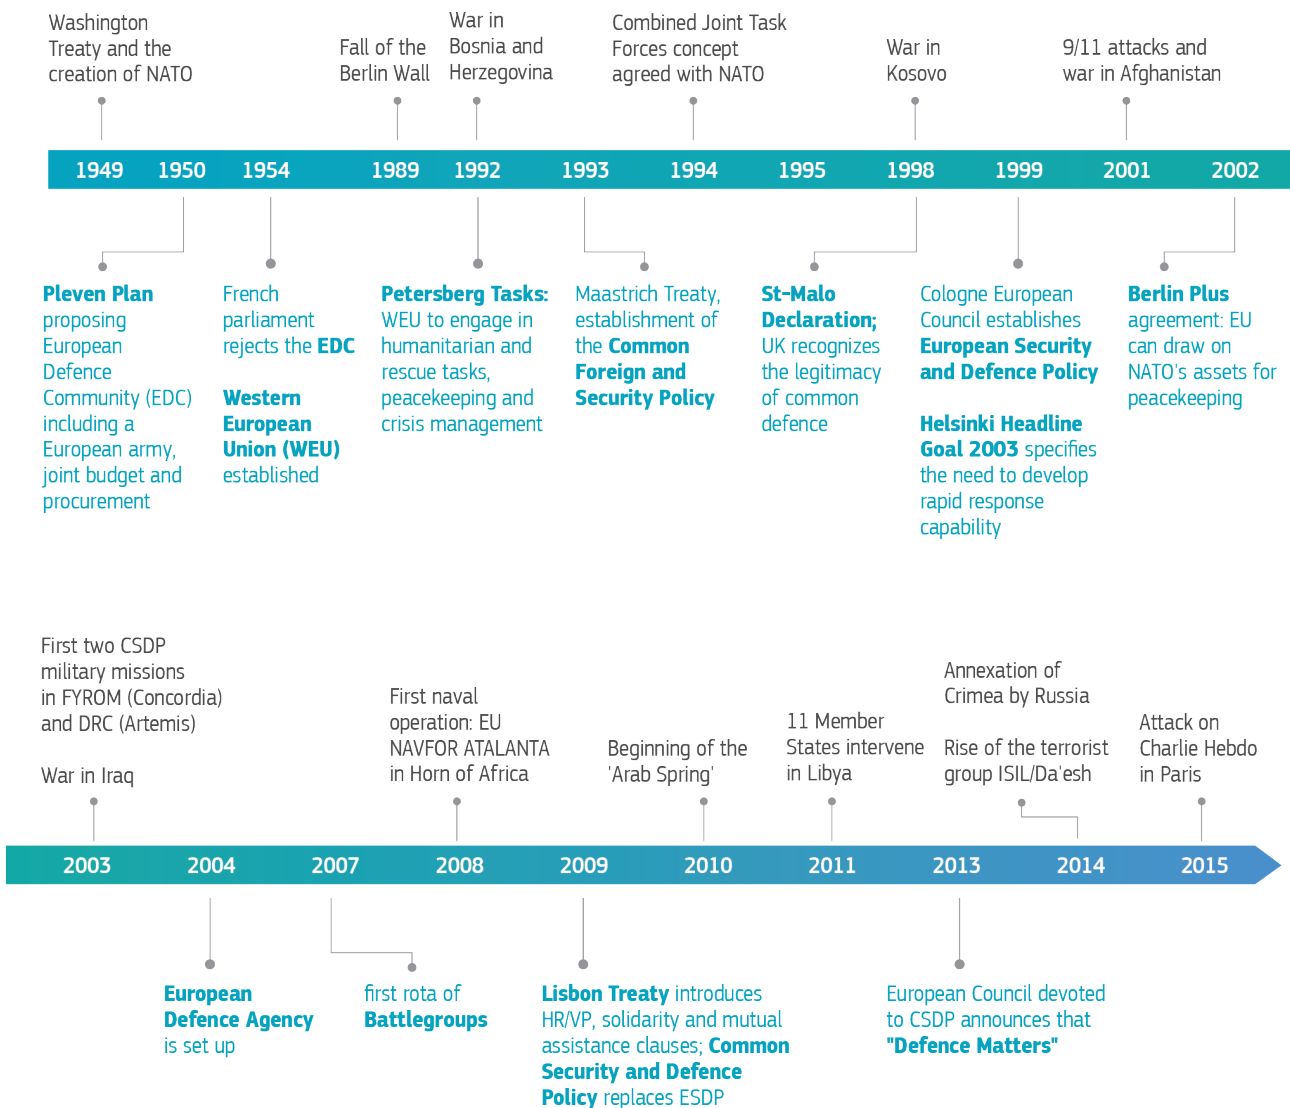 Washington
Treaty and the
creation of NATO
Fall of the
Berlin Wall
War in
Bosnia and
Herzegovina
Combined Joint Task
Forces concept
agreed with NATO
War in
Kosovo
9/11 attacks and
war in Afghanistan
1949 1950 1954 1989 1992 1993 1994 1995 1998 1999 2001 2002
Pleven Plan
proposing
European
Defence
Community (EDC)
including a
European army,
joint budget and
procurement
French
parliament
rejects the EDC
Western
European
Union (WEU)
established
Petersberg Tasks:
WEU to engage in
humanitarian and
rescue tasks,
peacekeeping and
crisis management
Maastrich Treaty,
establishment of
the Common
Foreign and
Security Policy
St-Malo
Declaration;
UK recognizes
the legitimacy
of common
defence
Cologne European
Council establishes
European Security
and Defence Policy
Helsinki Headline
Goal 2003 specifies
the need to develop
rapid response
capability
Berlin Plus
agreement: EU
can draw on
NATO's assets for
peacekeeping
First two CSDP
military missions
in FYROM (Concordia)
and DRC (Artemis)
War in Iraq
First naval
operation: EU
NAVFOR ATALANTA
in Horn of Africa
Beginning of the
'Arab Spring'
11 Member
States intervene
in Libya
Annexation of
Crimea by Russia
Rise of the terrorist
group ISIL/Da'esh
Attack on
Charlie Hebdo
in Paris
2003 2004 2007 2008 2009 2010 2011 2013 2014 2015
European
Defence Agency
is set up
first rota of
Battlegroups
Lisbon Treaty introduces
HR/VP, solidarity and mutual
assistance clauses; Common
Security and Defence
Policy replaces ESDP
European Council devoted
to CSDP announces that
"Defence Matters"